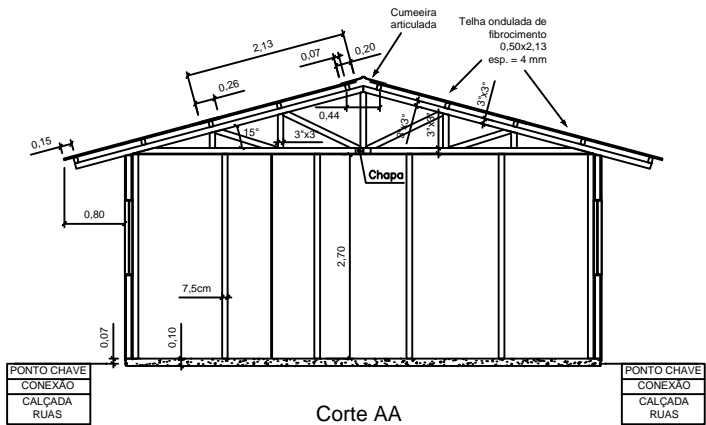 Cumeeira
articulada
Telha ondulada de
fibrocimento
0,50x2,13
esp. = 4 mm
2,13
0,07
0,20
0,26
0,44
3"x3"
3"x3"
3"x3"
0,15
15°
3"x3"
Chapa
0,80
2,70
7,5cm
0,07
0,10
PONTO CHAVE
CONEXÃO
CALÇADA
RUAS
PONTO CHAVE
CONEXÃO
CALÇADA
RUAS
Corte AA